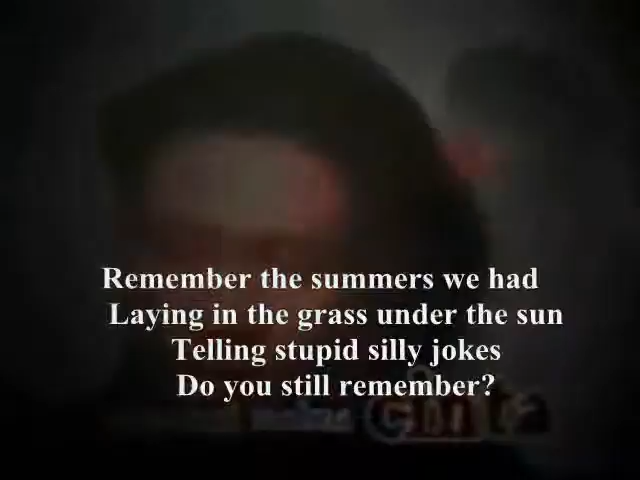 Remember the summers we had
Laying in the grass under the sun
Telling stupid silly jokes
Do you still remember?